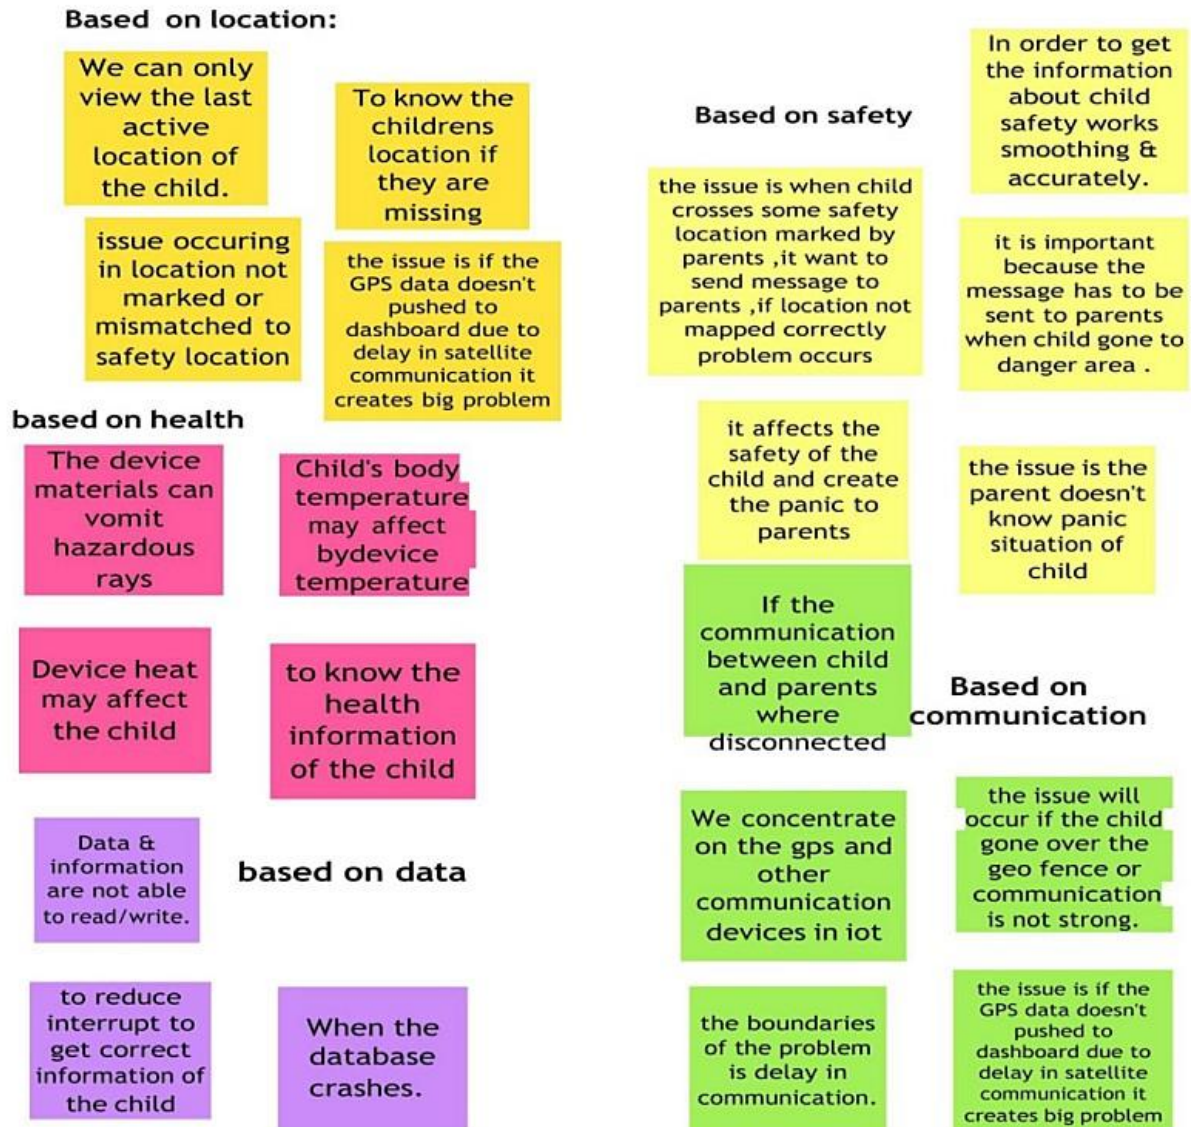 Based on location:
We can only
view the last
active
location of
the child.
To know the
childrens
location if
they are
missing
issue occuring
in location not
marked or
mismatched to
safety location
the issue is if the
GPS data doesn't
pushed to
dashboard due to
delay in satellite
communication it
creates big problem
based on health
The device
materials can
vomit
hazardous
rays
Child's body
temperature
may affect
bydevice
temperature
Device heat
may affect
the child
to know the
health
information
of the child
Data &
information
are not able
to read/write.
based on data
to reduce
interrupt to
get correct
information of
the child
When the
database
crashes.
Based on safety
In order to get
the information
about child
safety works
smoothing &
accurately.
the issue is when child
crosses some safety
location marked by
parents ,it want to
send message to
parents ,if location not
mapped correctly
problem occurs
it is important
because the
message has to be
sent to parents
when child gone to
danger area .
it affects the
safety of the
child and create
the panic to
parents
the issue is the
parent doesn't
know panic
situation of
child
If the
communication
between child
and parents
where
disconnected
Based on
communication
We concentrate
on the gps and
other
communication
devices in iot
the issue will
occur if the child
gone over the
geo fence or
communication
is not strong.
the boundaries
of the problem
is delay in
communication.
the issue is if the
GPS data doesn't
pushed to
dashboard due to
delay in satellite
communication it
creates big problem